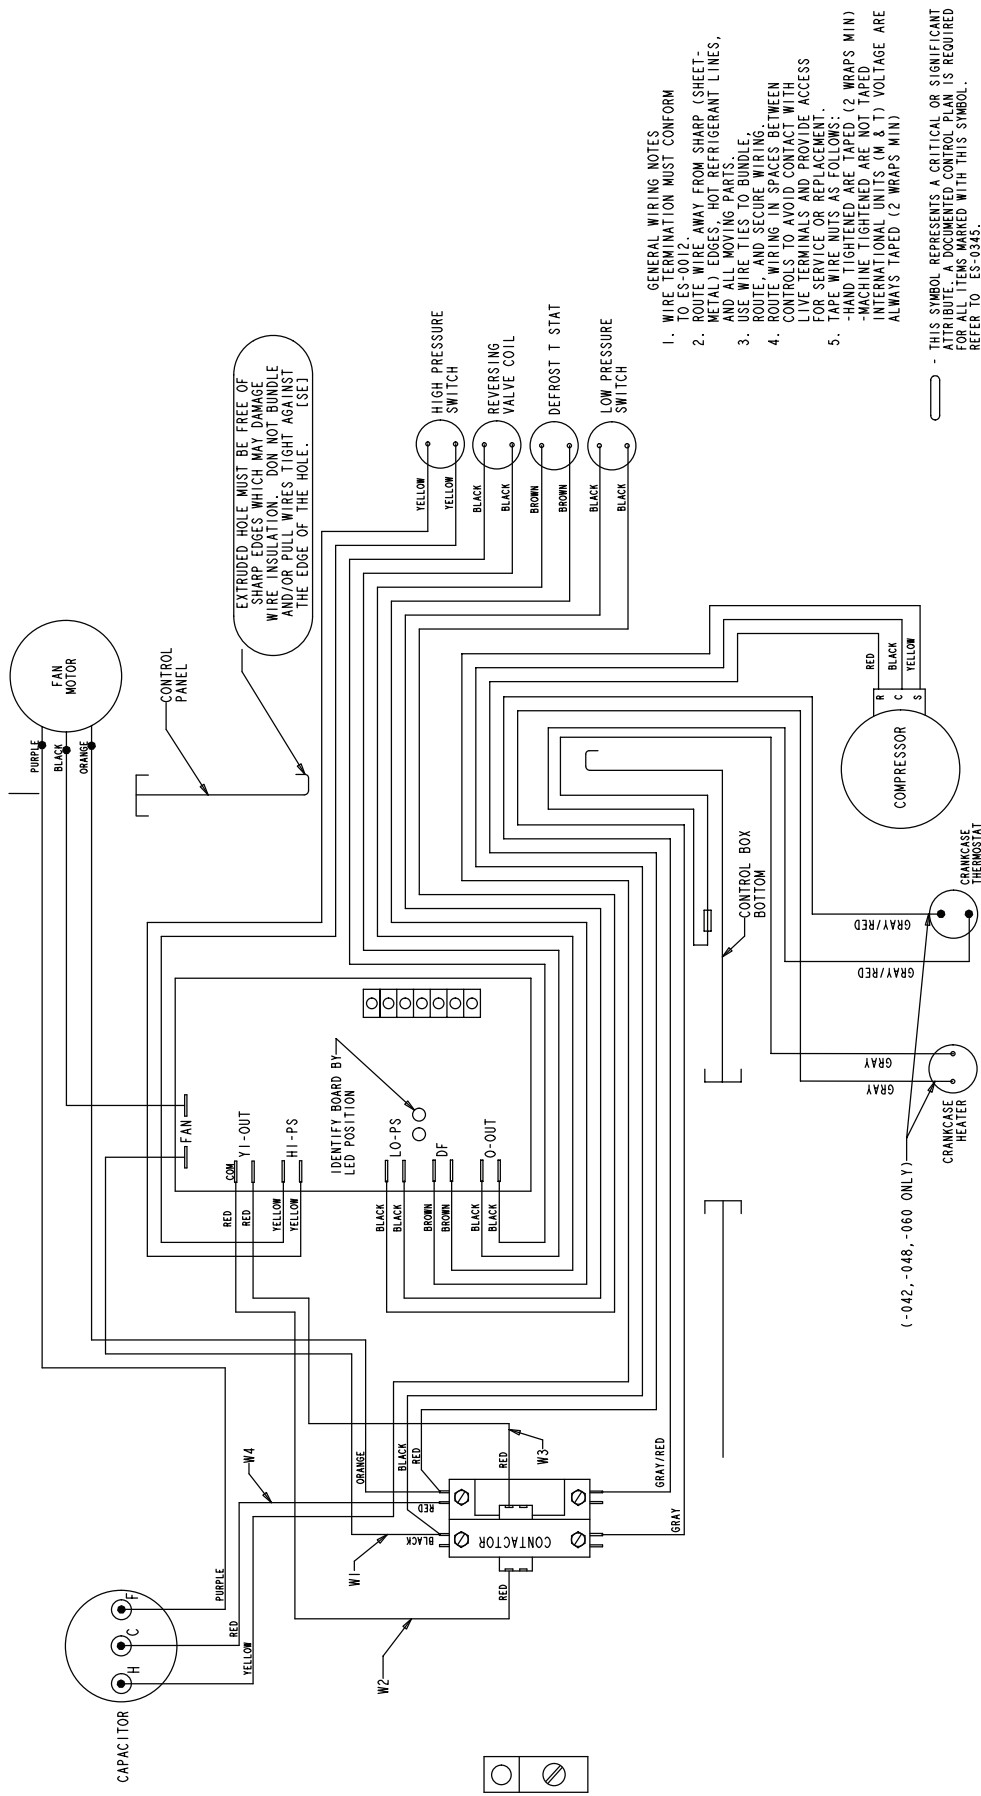 FAN
MOTOR
PURPLE
BLACK
ORANGE
CONTROL
PANEL
EXTRUDED HOLE MUST BE FREE OF
SHARP EDGES WHICH MAY DAMAGE
WIRE INSULATION. DON NOT BUNDLE
AND/OR PULL WIRES TIGHT AGAINST
THE EDGE OF THE HOLE. [SE]
HIGH PRESSURE
SWITCH
YELLOW
YELLOW
REVERSING
VALVE COIL
BLACK
BLACK
DEFROST T STAT
BROWN
BROWN
LOW PRESSURE
SWITCH
BLACK
BLACK
GENERAL WIRING NOTES
1. WIRE TERMINATION MUST CONFORM
TO ES-0012.
2. ROUTE WIRE AWAY FROM SHARP (SHEET-
METAL) EDGES, HOT REFRIGERANT LINES,
AND ALL MOVING PARTS.
3. USE WIRE TIES TO BUNDLE,
ROUTE, AND SECURE WIRING.
4. ROUTE WIRING IN SPACES BETWEEN
CONTROLS TO AVOID CONTACT WITH
LIVE TERMINALS AND PROVIDE ACCESS
FOR SERVICE OR REPLACEMENT.
5. TAPE WIRE NUTS AS FOLLOWS:
-HAND TIGHTENED ARE TAPED (2 WRAPS MIN)
-MACHINE TIGHTENED ARE NOT TAPED
INTERNATIONAL UNITS (M & T) VOLTAGE ARE
ALWAYS TAPED (2 WRAPS MIN)
- THIS SYMBOL REPRESENTS A CRITICAL OR SIGNIFICANT
ATTRIBUTE. A DOCUMENTED CONTROL PLAN IS REQUIRED
FOR ALL ITEMS MARKED WITH THIS SYMBOL.
REFER TO ES-0345.
RED
BLACK
YELLOW
R
C
S
COMPRESSOR
CONTROL BOX
BOTTOM
CRANKCASE
THERMOSTAT
GRAY/RED
GRAY/RED
GRAY
GRAY
CRANKCASE
HEATER
(-042,-048,-060 ONLY)
FAN
COM
Y1-OUT
HI-PS
IDENTIFY BOARD BY
LED POSITION
LO-PS
DF
O-OUT
RED
RED
YELLOW
YELLOW
BLACK
BLACK
BROWN
BROWN
BLACK
BLACK
W4
ORANGE
BLACK
RED
RED
W3
GRAY/RED
RED
BLACK
CONTACTOR
GRAY
W1
RED
W2
PURPLE
RED
YELLOW
F
C
H
CAPACITOR